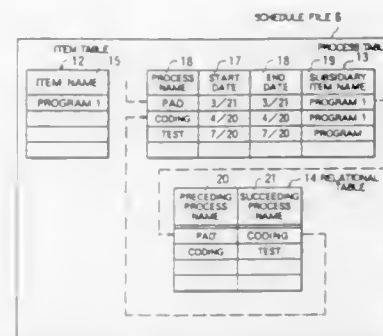 SCHEDULE FILE 6
ITEM TABLE
12 15
ITEM NAME
PROGRAM 1
PROCESS TABLE
16 17 18 19 13
PROCESS NAME START DATE END DATE SUBSIDIARY ITEM NAME
PAD 3/21 3/21 PROGRAM 1
CODING 4/20 4/20 PROGRAM 1
TEST 7/20 7/20 PROGRAM
20 21 14 RELATIONAL TABLE
PRECEDING PROCESS NAME SUCCEEDING PROCESS NAME
PAD CODING
CODING TEST